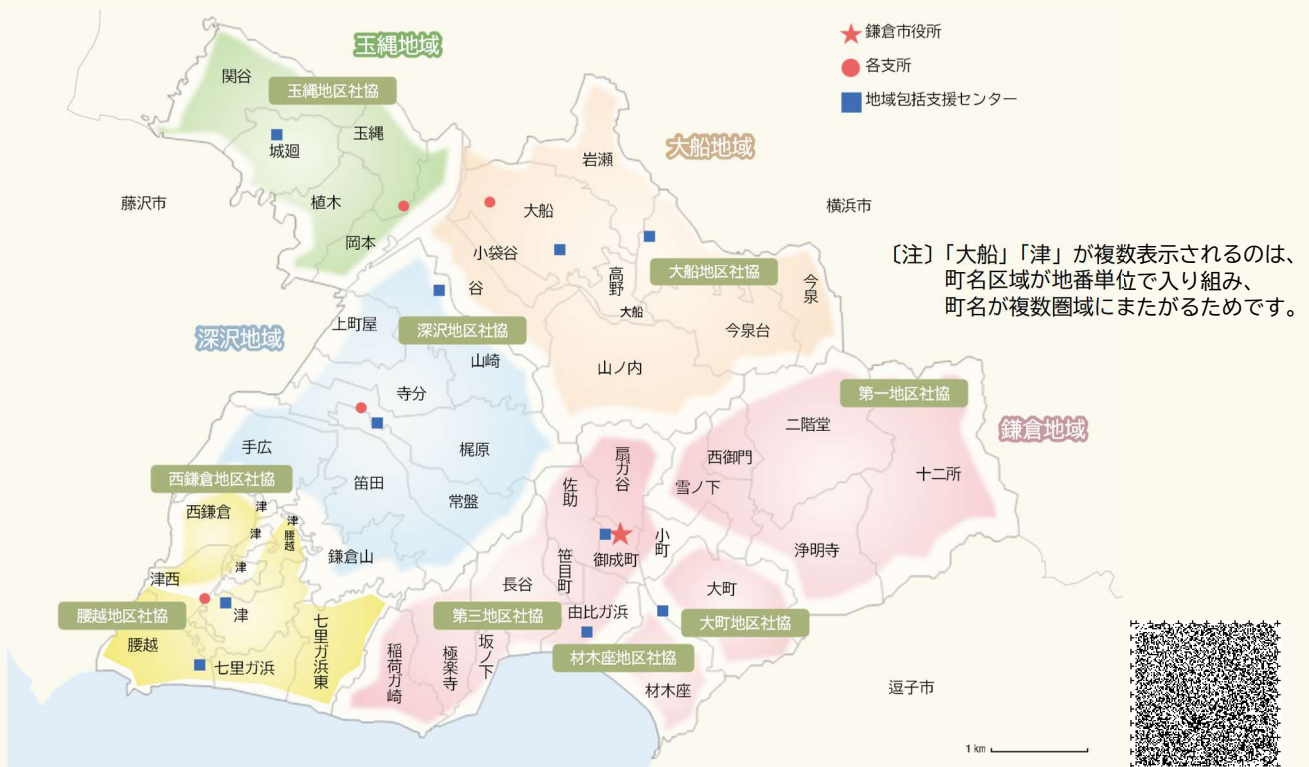 玉縄地域
鎌倉市役所
各支所
地域包括支援センター
関谷
玉縄地区社協
玉縄
城廻
植木
岡本
藤沢市
大船地域
岩瀬
大船
小袋谷
谷
高野
大船
大船地区社協
今泉
今泉台
山ノ内
横浜市
〔注〕「大船」「津」が複数表示されるのは、
町名区域が地番単位で入り組み、
町名が複数圏域にまたがるためです。
深沢地域
上町屋
深沢地区社協
山崎
寺分
手広
梶原
笛田
常盤
鎌倉山
鎌倉地域
第一地区社協
二階堂
西御門
雪ノ下
十二所
浄明寺
扇ガ谷
佐助
小町
御成町
笹目町
長谷
由比ガ浜
第三地区社協
坂ノ下
極楽寺
稲荷ガ崎
大町
大町地区社協
材木座地区社協
材木座
西鎌倉地区社協
西鎌倉
津
津
津
津
腰越
津西
腰越地区社協
津
腰越
七里ガ浜
七里ガ浜東
逗子市
1 km